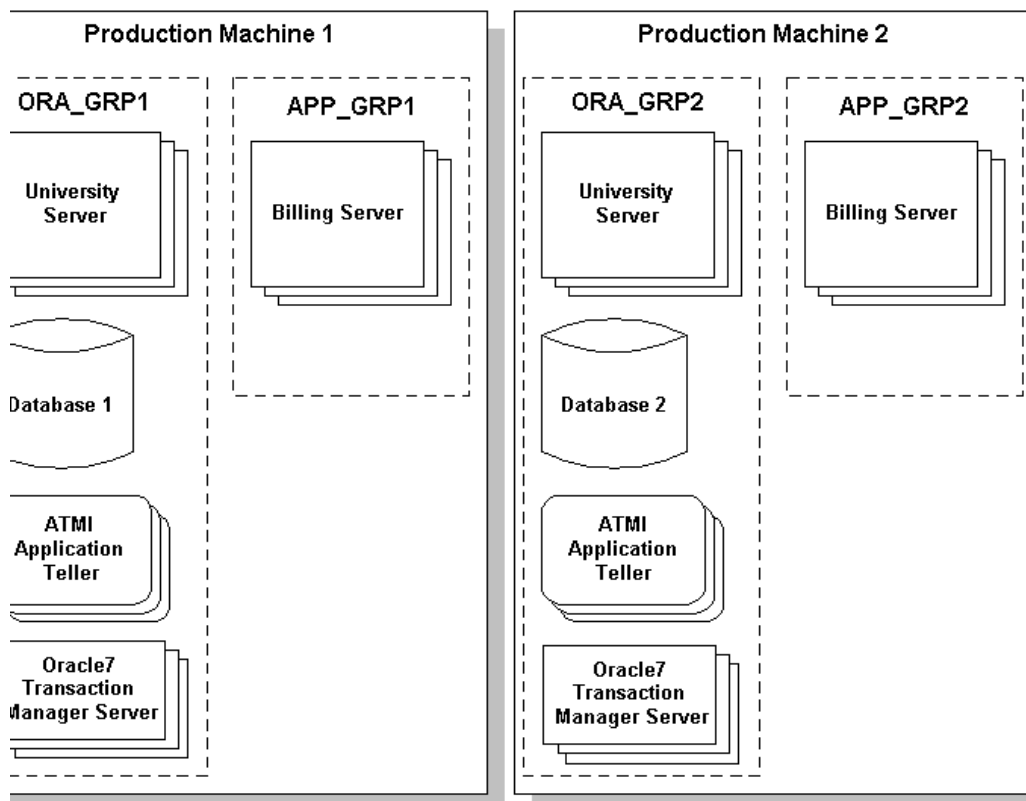 Production Machine 1
ORA_GRP1
University
Server
Database 1
ATMI
Application
Teller
Oracle7
Transaction
Manager Server
APP_GRP1
Billing Server
Production Machine 2
ORA_GRP2
University
Server
Database 2
ATMI
Application
Teller
Oracle7
Transaction
Manager Server
APP_GRP2
Billing Server